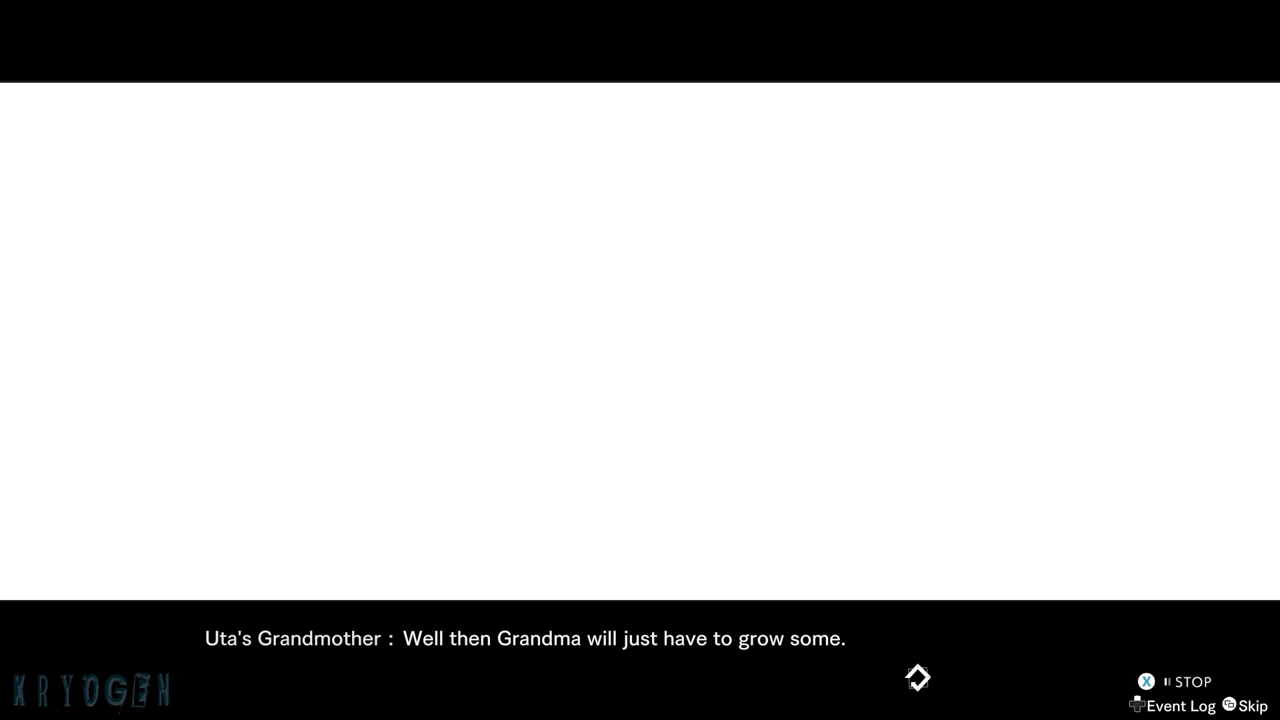 Uta's Grandmother : Well then Grandma will just have to grow some.
KRYOGEN
X STOP
Event Log Skip